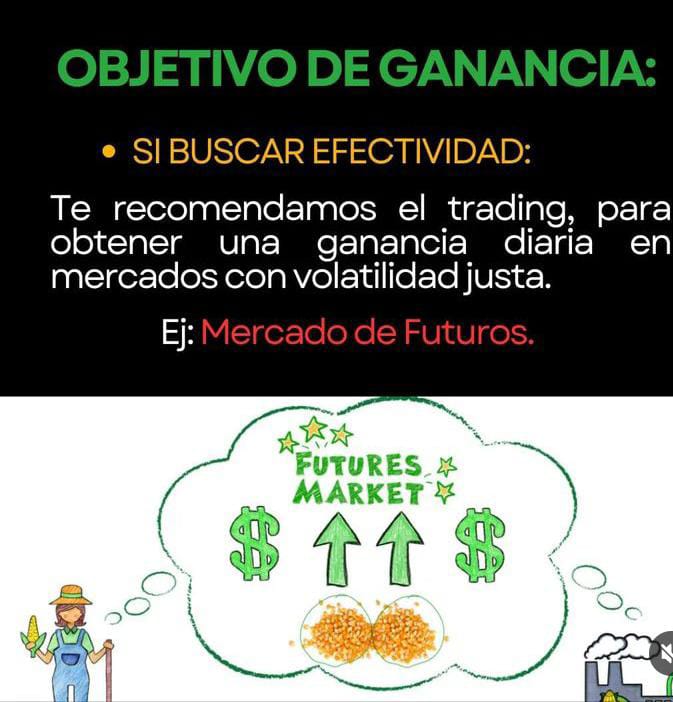 OBJETIVO DE GANANCIA:
• SI BUSCAR EFECTIVIDAD:
Te recomendamos el trading, para
obtener una ganancia diaria en
mercados con volatilidad justa.
Ej: Mercado de Futuros.
FUTURES
MARKET
$ $